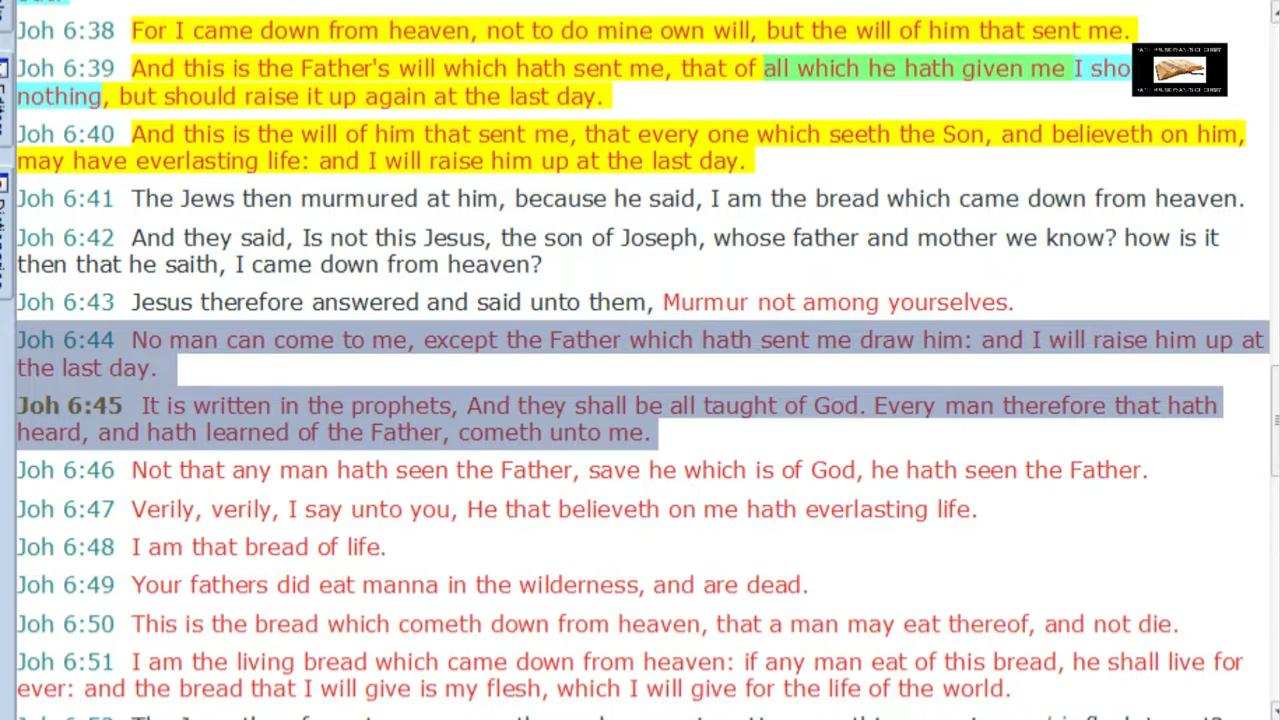 Joh 6:38 For I came down from heaven, not to do mine own will, but the will of him that sent me.
Joh 6:39 And this is the Father's will which hath sent me, that of all which he hath given me I sho
nothing, but should raise it up again at the last day.
Joh 6:40 And this is the will of him that sent me, that every one which seeth the Son, and believeth on him,
may have everlasting life: and I will raise him up at the last day.
Joh 6:41 The Jews then murmured at him, because he said, I am the bread which came down from heaven.
Joh 6:42 And they said, Is not this Jesus, the son of Joseph, whose father and mother we know? how is it
then that he saith, I came down from heaven?
Joh 6:43 Jesus therefore answered and said unto them, Murmur not among yourselves.
Joh 6:44 No man can come to me, except the Father which hath sent me draw him: and I will raise him up at
the last day.
Joh 6:45 It is written in the prophets, And they shall be all taught of God. Every man therefore that hath
heard, and hath learned of the Father, cometh unto me.
Joh 6:46 Not that any man hath seen the Father, save he which is of God, he hath seen the Father.
Joh 6:47 Verily, verily, I say unto you, He that believeth on me hath everlasting life.
Joh 6:48 I am that bread of life.
Joh 6:49 Your fathers did eat manna in the wilderness, and are dead.
Joh 6:50 This is the bread which cometh down from heaven, that a man may eat thereof, and not die.
Joh 6:51 I am the living bread which came down from heaven: if any man eat of this bread, he shall live for
ever: and the bread that I will give is my flesh, which I will give for the life of the world.